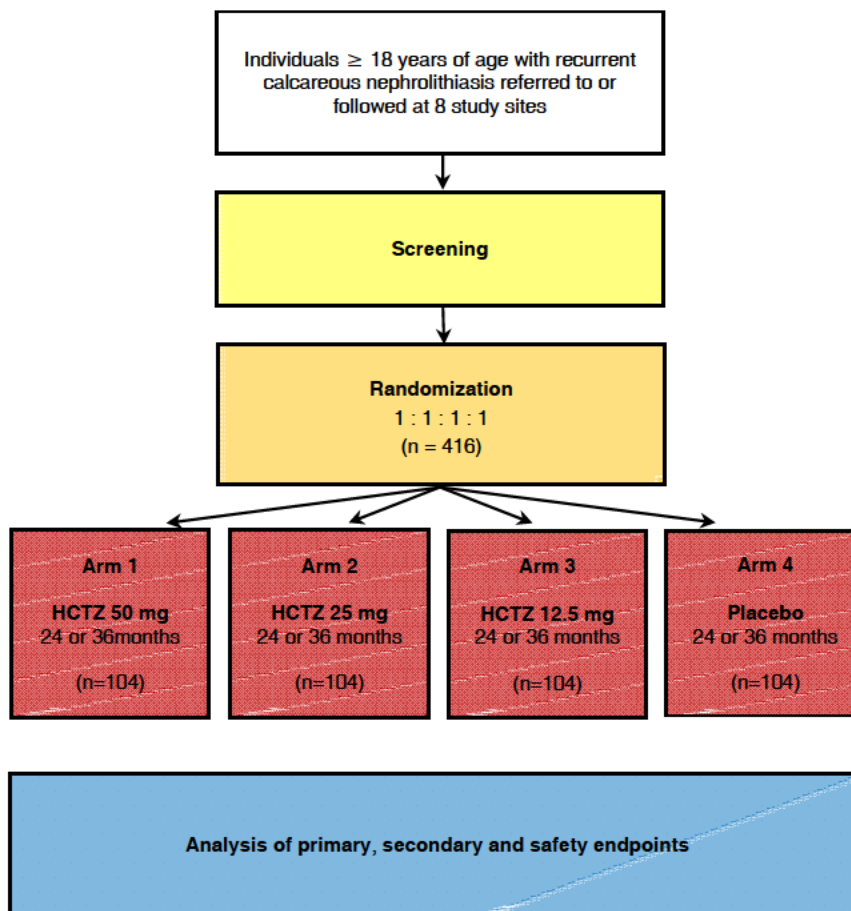 Individuals ≥ 18 years of age with recurrent
calcareous nephrolithiasis referred to or
followed at 8 study sites
Screening
Randomization
1 : 1 : 1 : 1
(n = 416)
Arm 1
HCTZ 50 mg
24 or 36months
(n=104)
Arm 2
HCTZ 25 mg
24 or 36 months
(n=104)
Arm 3
HCTZ 12.5 mg
24 or 36 months
(n=104)
Arm 4
Placebo
24 or 36 months
(n=104)
Analysis of primary, secondary and safety endpoints